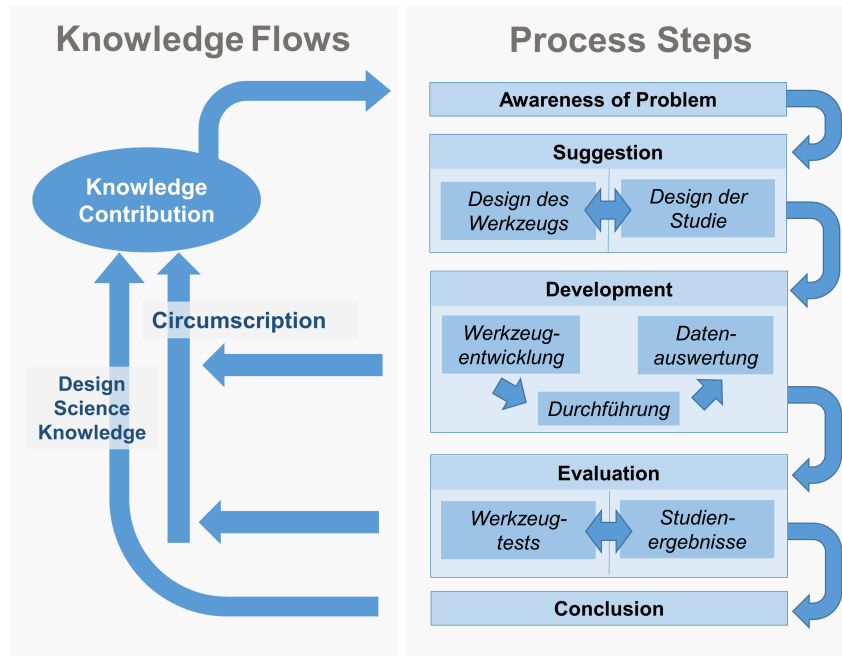 Knowledge Flows
Knowledge
Contribution
Circumscription
Design
Science
Knowledge
Process Steps
Awareness of Problem
Suggestion
Design des
Werkzeugs
Design der
Studie
Development
Werkzeug-
entwicklung
Daten-
auswertung
Durchführung
Evaluation
Werkzeug-
tests
Studien-
ergebnisse
Conclusion